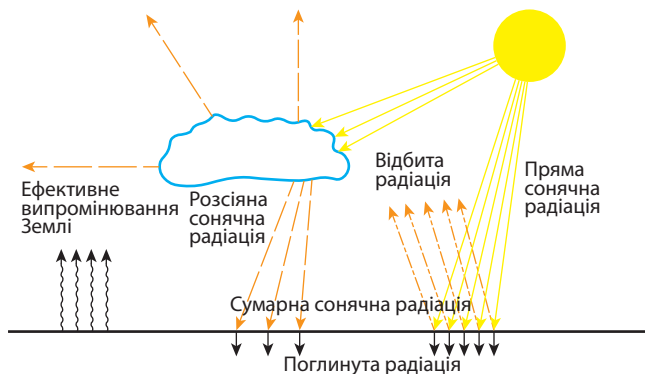 Ефективне
випромінювання
Землі
Розсіяна
сонячна
радіація
Відбита
радіація
Пряма
сонячна
радіація
Сумарна сонячна радіація
Поглинута радіація